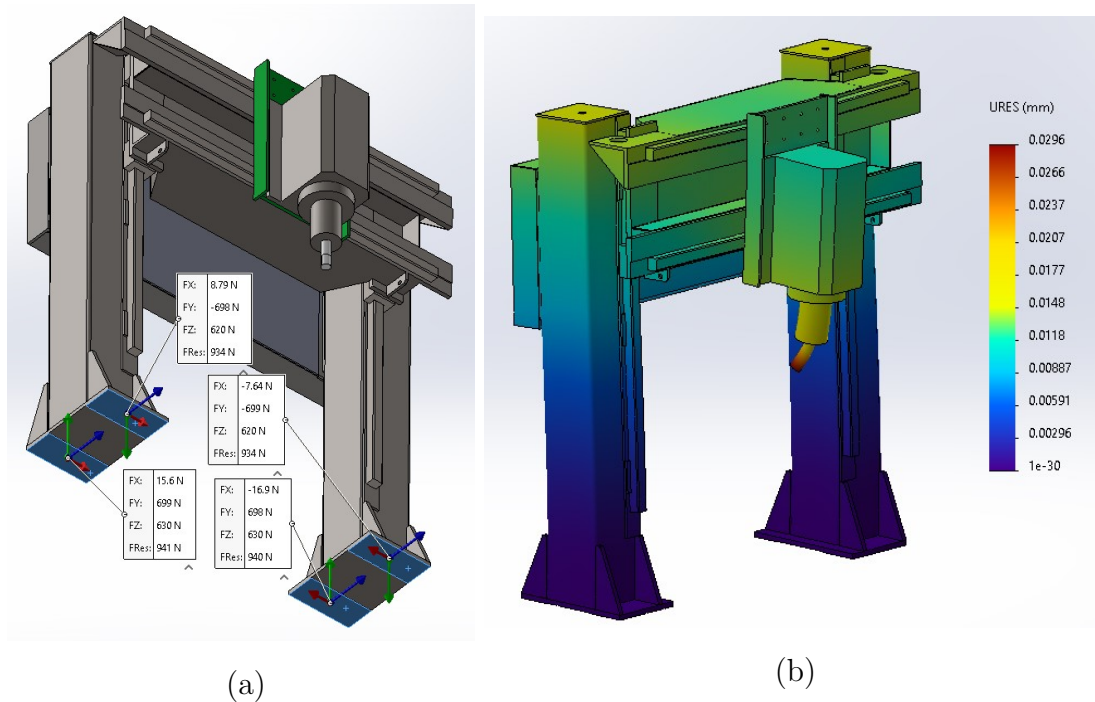 FX: 8.79 N
FY: -698 N
FZ: 620 N
FRes: 934 N
FX: -7.64 N
FY: -699 N
FZ: 620 N
FRes: 934 N
FX: 15.6 N
FY: 699 N
FZ: 630 N
FRes: 941 N
FX: -16.9 N
FY: 698 N
FZ: 630 N
FRes: 940 N
(a)
URES (mm)
0.0296
0.0266
0.0237
0.0207
0.0177
0.0148
0.0118
0.00887
0.00591
0.00296
1e-30
(b)